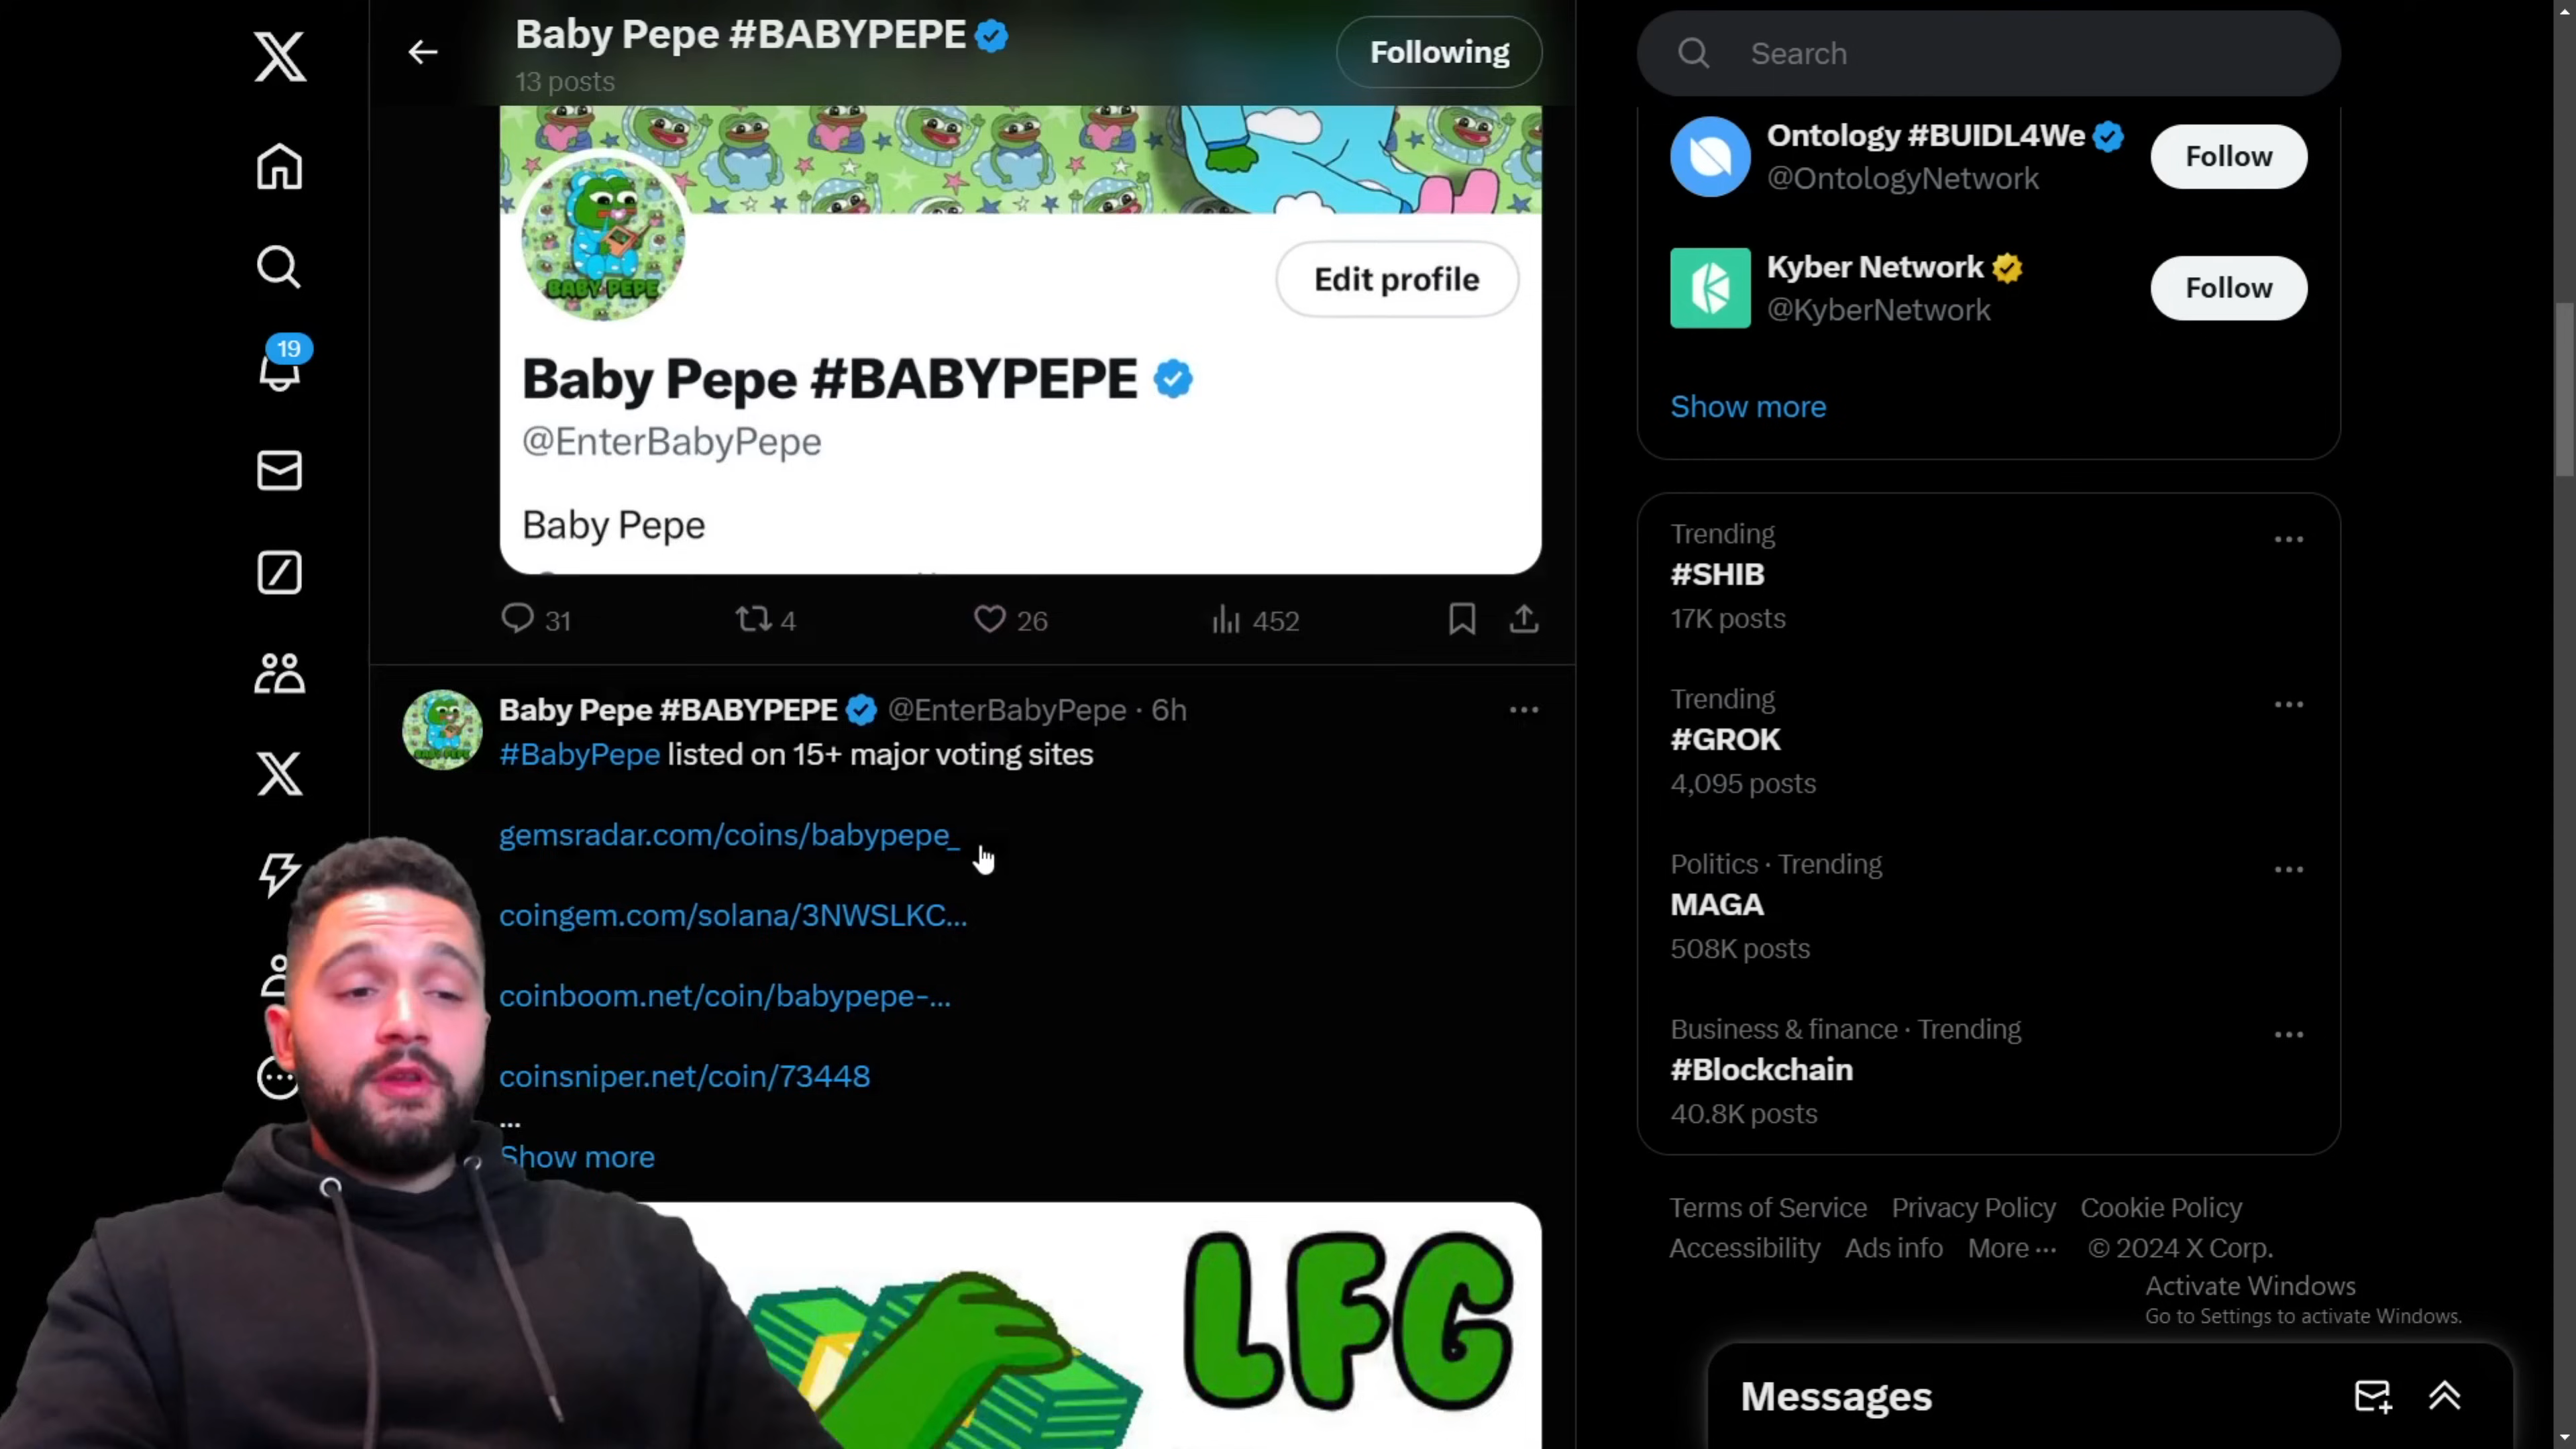 Baby Pepe #BABYPEPE
13 posts
Following
BABY PEPE
Edit profile
Baby Pepe #BABYPEPE
@EnterBabyPepe
Baby Pepe
31
4
26
452
Baby Pepe #BABYPEPE @EnterBabyPepe · 6h
#BabyPepe listed on 15+ major voting sites
gemsradar.com/coins/babypepe_
coingem.com/solana/3NWSLKC...
coinboom.net/coin/babypepe-...
coinsniper.net/coin/73448
...
Show more
LFG
19
Search
Ontology #BUIDL4We
@OntologyNetwork
Follow
Kyber Network
@KyberNetwork
Follow
Show more
Trending
#SHIB
17K posts
Trending
#GROK
4,095 posts
Politics · Trending
MAGA
508K posts
Business & finance · Trending
#Blockchain
40.8K posts
Terms of Service Privacy Policy Cookie Policy
Accessibility Ads info More ··· © 2024 X Corp.
Activate Windows
Go to Settings to activate Windows.
Messages